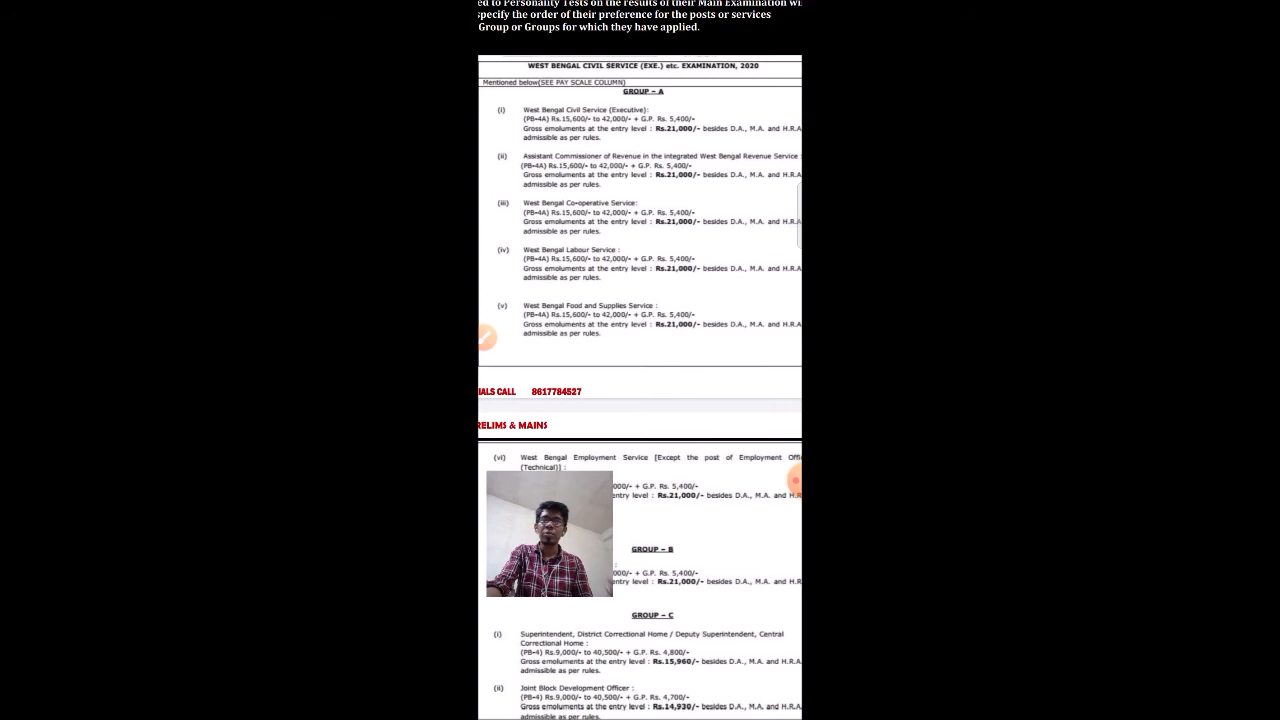 ed to Personality Tests on the results of their Main Examination wi
specify the order of their preference for the posts or services
Group or Groups for which they have applied.
WEST BENGAL CIVIL SERVICE (EXE.) etc. EXAMINATION, 2020
Mentioned below(SEE PAY SCALE COLUMN)
GROUP – A
(i) West Bengal Civil Service (Executive):
(PB-4A) Rs.15,600/- to 42,000/- + G.P. Rs. 5,400/-
Gross emoluments at the entry level : Rs.21,000/- besides D.A., M.A. and H.R.A
admissible as per rules.
(ii) Assistant Commissioner of Revenue in the integrated West Bengal Revenue Service :
(PB-4A) Rs.15,600/- to 42,000/- + G.P. Rs. 5,400/-
Gross emoluments at the entry level : Rs.21,000/- besides D.A., M.A. and H.R.A
admissible as per rules.
(iii) West Bengal Co-operative Service:
(PB-4A) Rs.15,600/- to 42,000/- + G.P. Rs. 5,400/-
Gross emoluments at the entry level : Rs.21,000/- besides D.A., M.A. and H.R.A
admissible as per rules.
(iv) West Bengal Labour Service :
(PB-4A) Rs.15,600/- to 42,000/- + G.P. Rs. 5,400/-
Gross emoluments at the entry level : Rs.21,000/- besides D.A., M.A. and H.R.A
admissible as per rules.
(v) West Bengal Food and Supplies Service :
(PB-4A) Rs.15,600/- to 42,000/- + G.P. Rs. 5,400/-
Gross emoluments at the entry level : Rs.21,000/- besides D.A., M.A. and H.R.A
admissible as per rules.
IALS CALL 8617784527
RELIMS & MAINS
(vi) West Bengal Employment Service [Except the post of Employment Offi
(Technical)] :
000/- + G.P. Rs. 5,400/-
entry level : Rs.21,000/- besides D.A., M.A. and H.R
GROUP – B
:
000/- + G.P. Rs. 5,400/-
entry level : Rs.21,000/- besides D.A., M.A. and H.R
GROUP – C
(i) Superintendent, District Correctional Home / Deputy Superintendent, Central
Correctional Home :
(PB-4) Rs.9,000/- to 40,500/- + G.P. Rs. 4,800/-
Gross emoluments at the entry level : Rs.15,960/- besides D.A., M.A. and H.R.A
admissible as per rules.
(ii) Joint Block Development Officer :
(PB-4) Rs.9,000/- to 40,500/- + G.P. Rs. 4,700/-
Gross emoluments at the entry level : Rs.14,930/- besides D.A., M.A. and H.R.A
admissible as per rules.